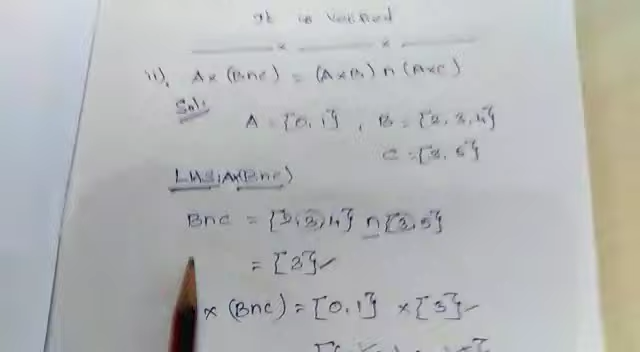 It is verified
x x
ii). A x (B∩C) = (A x B) ∩ (A x C)
Sol:
A = {0, 1} , B = {2, 3, 4}
C = {3, 5}
LHS: A x (B∩C)
B∩C = {2, 3, 4} ∩ {3, 5}
= {3} ✓
x (B∩C) = {0, 1} x {3} ✓